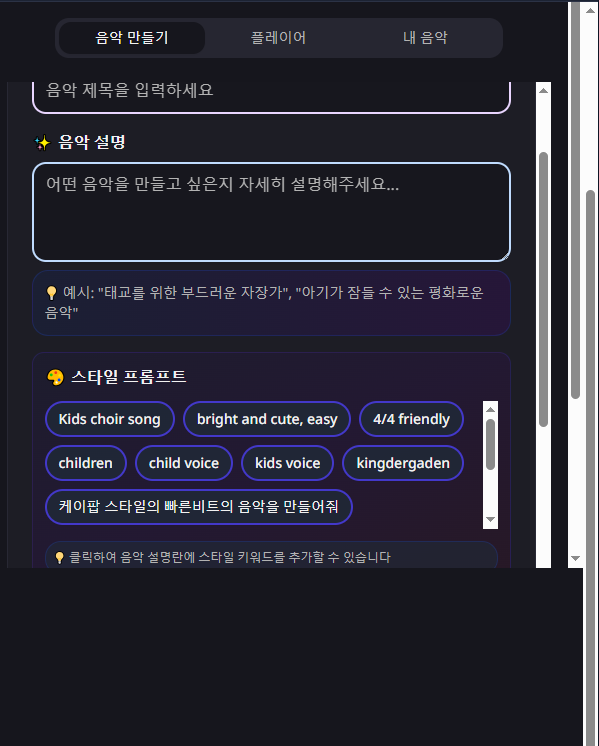 음악 만들기 플레이어 내 음악
음악 제목을 입력하세요
음악 설명
어떤 음악을 만들고 싶은지 자세히 설명해주세요...
예시: "태교를 위한 부드러운 자장가", "아기가 잠들 수 있는 평화로운
음악"
스타일 프롬프트
Kids choir song bright and cute, easy 4/4 friendly
children child voice kids voice kingdergaden
케이팝 스타일의 빠른비트의 음악을 만들어줘
클릭하여 음악 설명란에 스타일 키워드를 추가할 수 있습니다